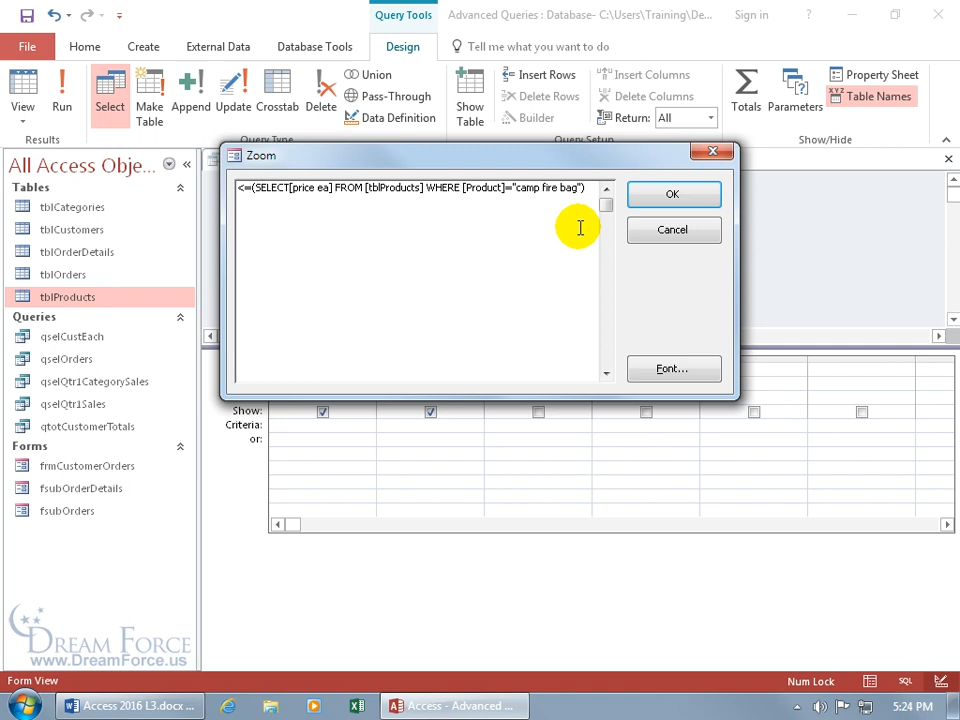 Query Tools
Advanced Queries : Database- C:\Users\Training\De...
Sign in
?
File
Home
Create
External Data
Database Tools
Design
Tell me what you want to do
View
Run
Select
Make Table
Append
Update
Crosstab
Delete
Union
Pass-Through
Data Definition
Show Table
Insert Rows
Delete Rows
Builder
Insert Columns
Delete Columns
Return: All
Totals
Parameters
Property Sheet
Table Names
Results
Query Type
Query Setup
Show/Hide
All Access Obje...
Tables
tblCategories
tblCustomers
tblOrderDetails
tblOrders
tblProducts
Queries
qselCustEach
qselOrders
qselQtr1CategorySales
qselQtr1Sales
qtotCustomerTotals
Forms
frmCustomerOrders
fsubOrderDetails
fsubOrders
Zoom
<=(SELECT[price ea] FROM [tblProducts] WHERE [Product]="camp fire bag")
OK
Cancel
Font...
Show:
Criteria:
or:
DREAM FORCE
www.DreamForce.us
Form View
Num Lock
SQL
Access 2016 L3.docx ...
Access - Advanced ...
5:24 PM